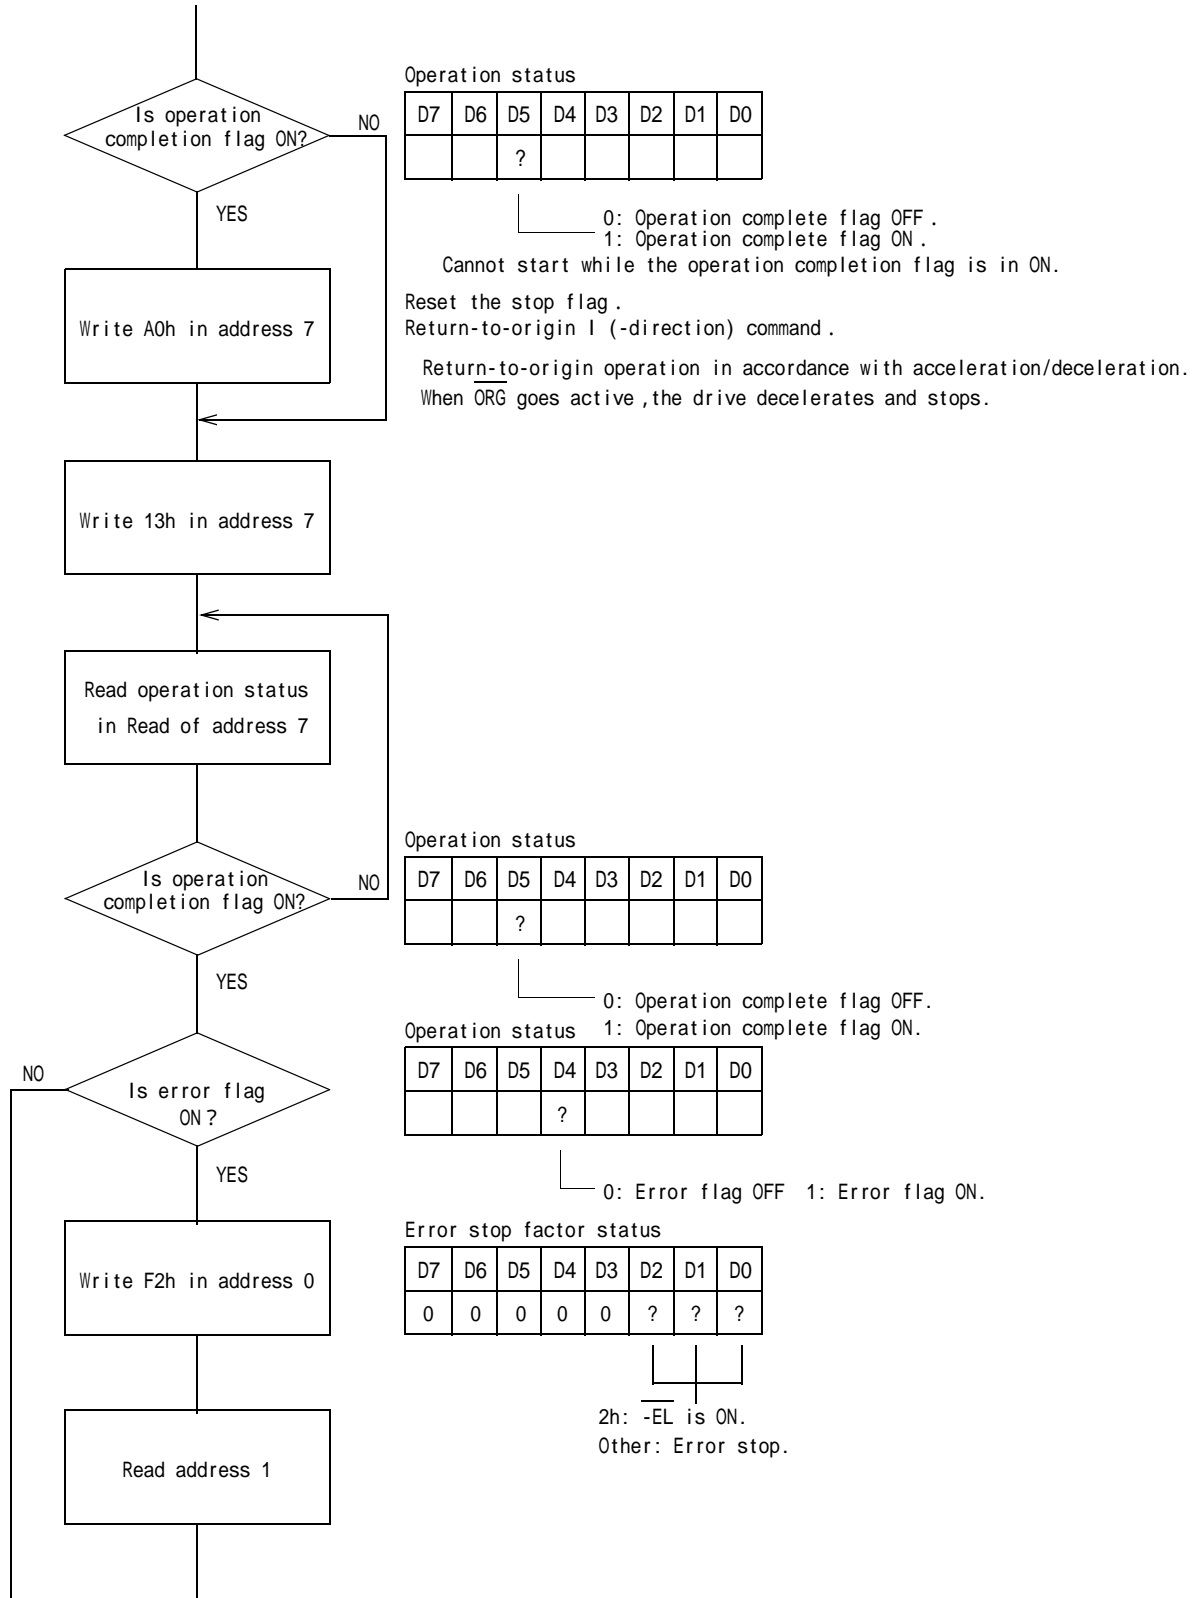 Operation status
Is operation
completion flag ON?
NO
D7 D6 D5 D4 D3 D2 D1 D0
?
YES
0: Operation complete flag OFF.
1: Operation complete flag ON.
Cannot start while the operation completion flag is in ON.
Write A0h in address 7
Reset the stop flag.
Return-to-origin I (-direction) command.
Return-to-origin operation in accordance with acceleration/deceleration.
When ORG goes active,the drive decelerates and stops.
Write 13h in address 7
Read operation status
in Read of address 7
Operation status
Is operation
completion flag ON?
NO
D7 D6 D5 D4 D3 D2 D1 D0
?
YES
0: Operation complete flag OFF.
1: Operation complete flag ON.
Operation status
NO
Is error flag
ON?
D7 D6 D5 D4 D3 D2 D1 D0
?
YES
0: Error flag OFF 1: Error flag ON.
Error stop factor status
Write F2h in address 0
D7 D6 D5 D4 D3 D2 D1 D0
0 0 0 0 0 ? ? ?
2h: -EL is ON.
Other: Error stop.
Read address 1